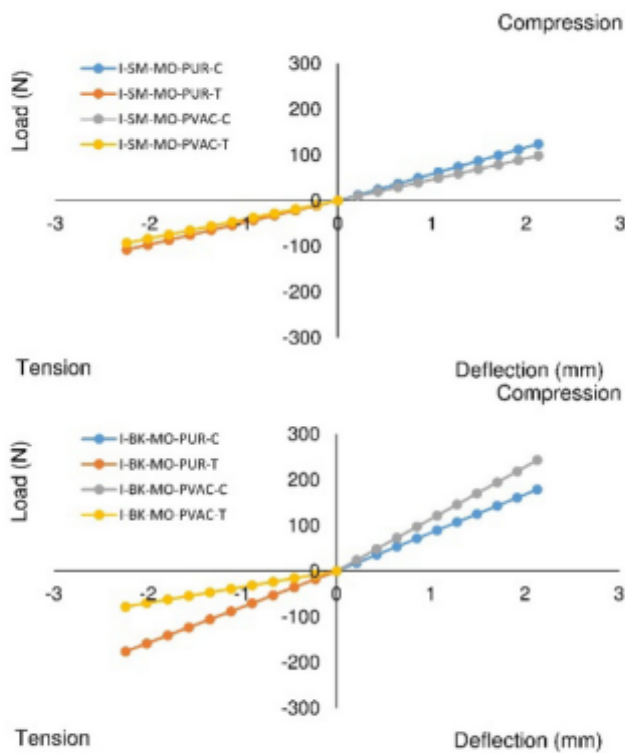 Compression
Load (N)
I-SM-MO-PUR-C
I-SM-MO-PUR-T
I-SM-MO-PVAC-C
I-SM-MO-PVAC-T
300
200
100
0
-3 -2 -1 0 1 2 3
-100
-200
-300
Tension
Deflection (mm)
Compression
Load (N)
I-BK-MO-PUR-C
I-BK-MO-PUR-T
I-BK-MO-PVAC-C
I-BK-MO-PVAC-T
300
200
100
0
-3 -2 -1 0 1 2 3
-100
-200
-300
Tension
Deflection (mm)